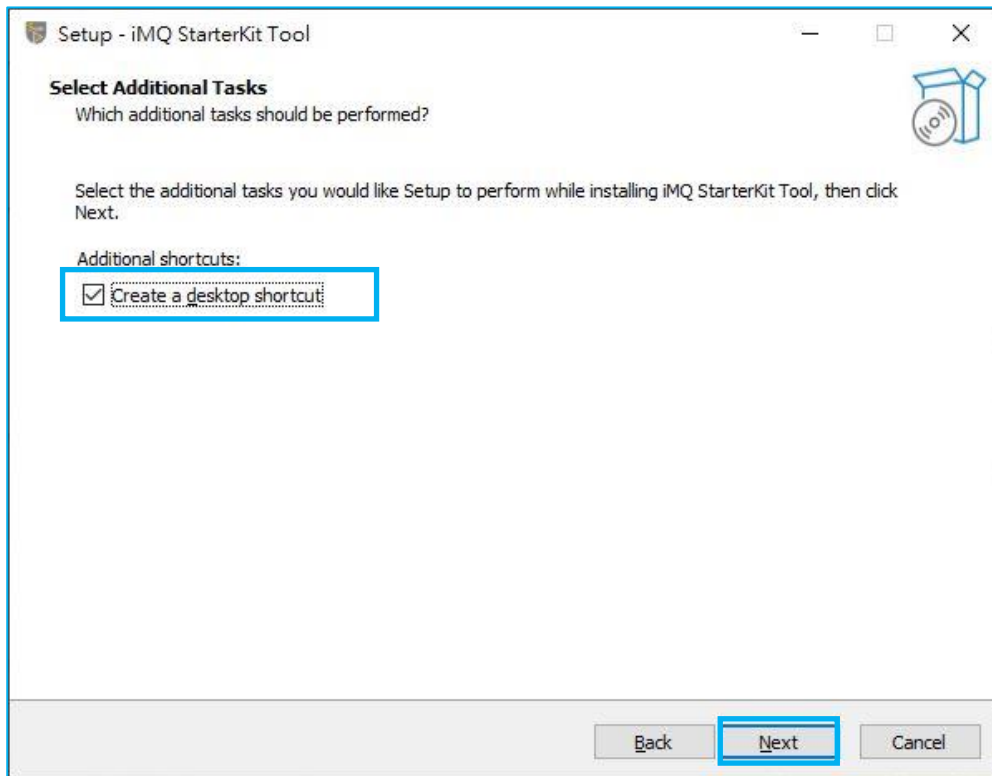 Setup - iMQ StarterKit Tool
Select Additional Tasks
Which additional tasks should be performed?
Select the additional tasks you would like Setup to perform while installing iMQ StarterKit Tool, then click
Next.
Additional shortcuts:
Create a desktop shortcut
Back Next Cancel